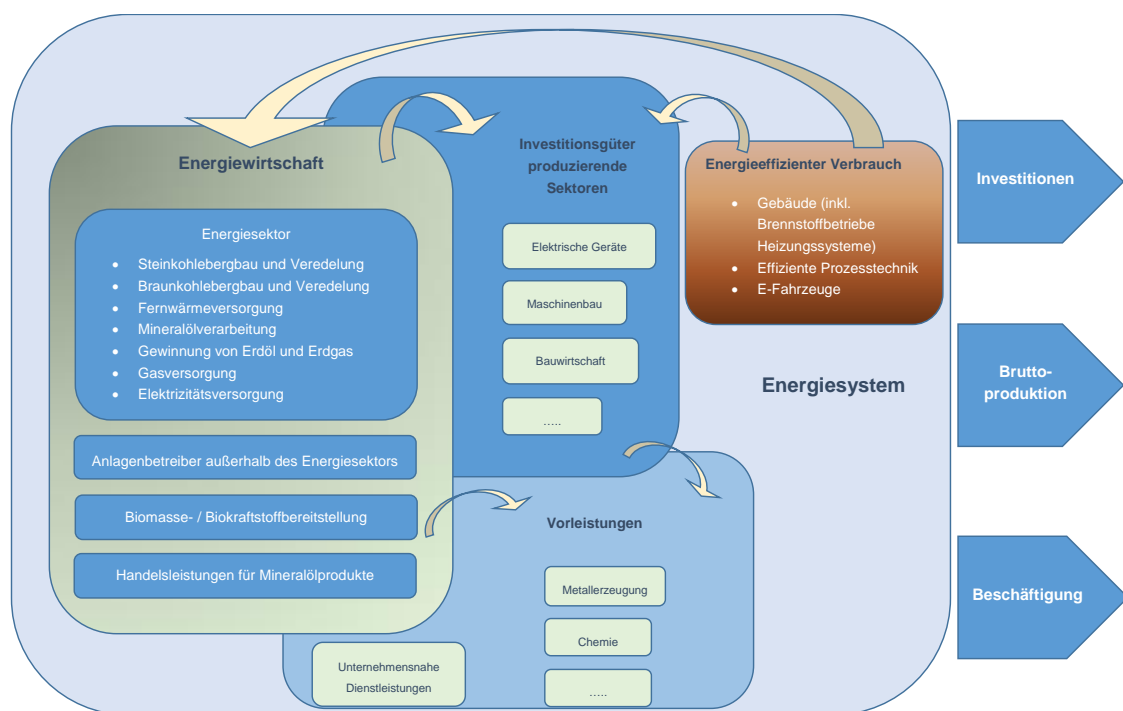 Energiewirtschaft
Energiesektor
• Steinkohlebergbau und Veredelung
• Braunkohlebergbau und Veredelung
• Fernwärmeversorgung
• Mineralölverarbeitung
• Gewinnung von Erdöl und Erdgas
• Gasversorgung
• Elektrizitätsversorgung
Anlagenbetreiber außerhalb des Energiesektors
Biomasse- / Biokraftstoffbereitstellung
Handelsleistungen für Mineralölprodukte
Investitionsgüter
produzierende
Sektoren
Elektrische Geräte
Maschinenbau
Bauwirtschaft
…..
Energieeffizienter Verbrauch
• Gebäude (inkl.
Brennstoffbetriebe
Heizungssysteme)
• Effiziente Prozesstechnik
• E-Fahrzeuge
Energiesystem
Vorleistungen
Metallerzeugung
Chemie
…..
Unternehmensnahe
Dienstleistungen
Investitionen
Brutto-
produktion
Beschäftigung